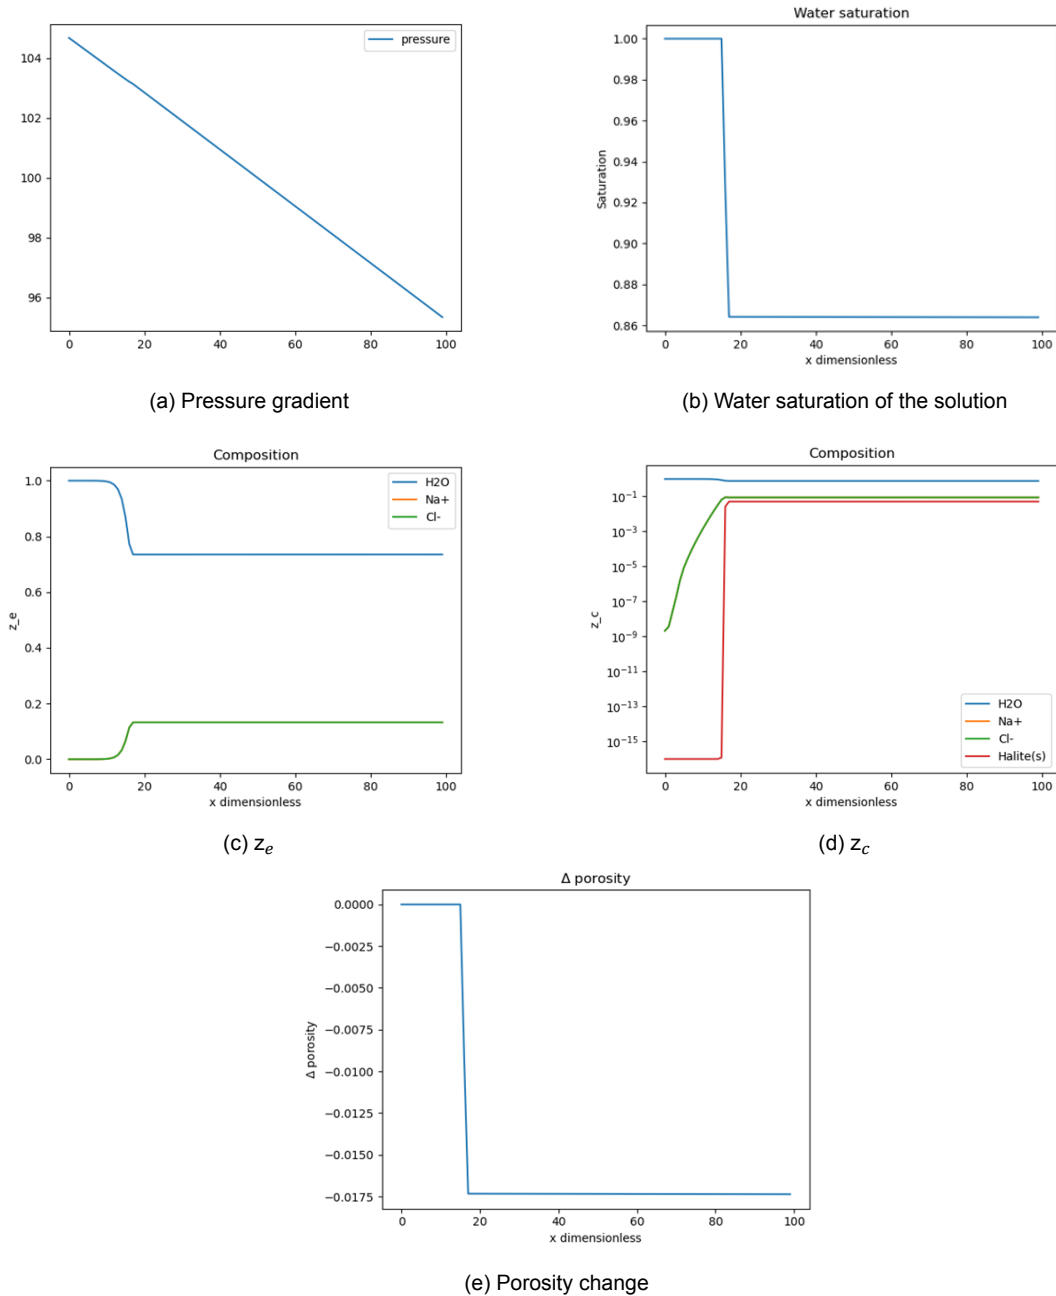 pressure
104
102
100
98
96
0 20 40 60 80 100
(a) Pressure gradient
Water saturation
1.00
0.98
0.96
0.94
0.92
0.90
0.88
0.86
Saturation
0 20 40 60 80 100
x dimensionless
(b) Water saturation of the solution
Composition
H2O
Na+
Cl-
1.0
0.8
0.6
0.4
0.2
0.0
z_e
0 20 40 60 80 100
x dimensionless
(c) z𝑒
Composition
10⁻¹
10⁻³
10⁻⁵
10⁻⁷
10⁻⁹
10⁻¹¹
10⁻¹³
10⁻¹⁵
z_c
H2O
Na+
Cl-
Halite(s)
0 20 40 60 80 100
x dimensionless
(d) z𝑐
Δ porosity
0.0000
−0.0025
−0.0050
−0.0075
−0.0100
−0.0125
−0.0150
−0.0175
Δ porosity
0 20 40 60 80 100
x dimensionless
(e) Porosity change